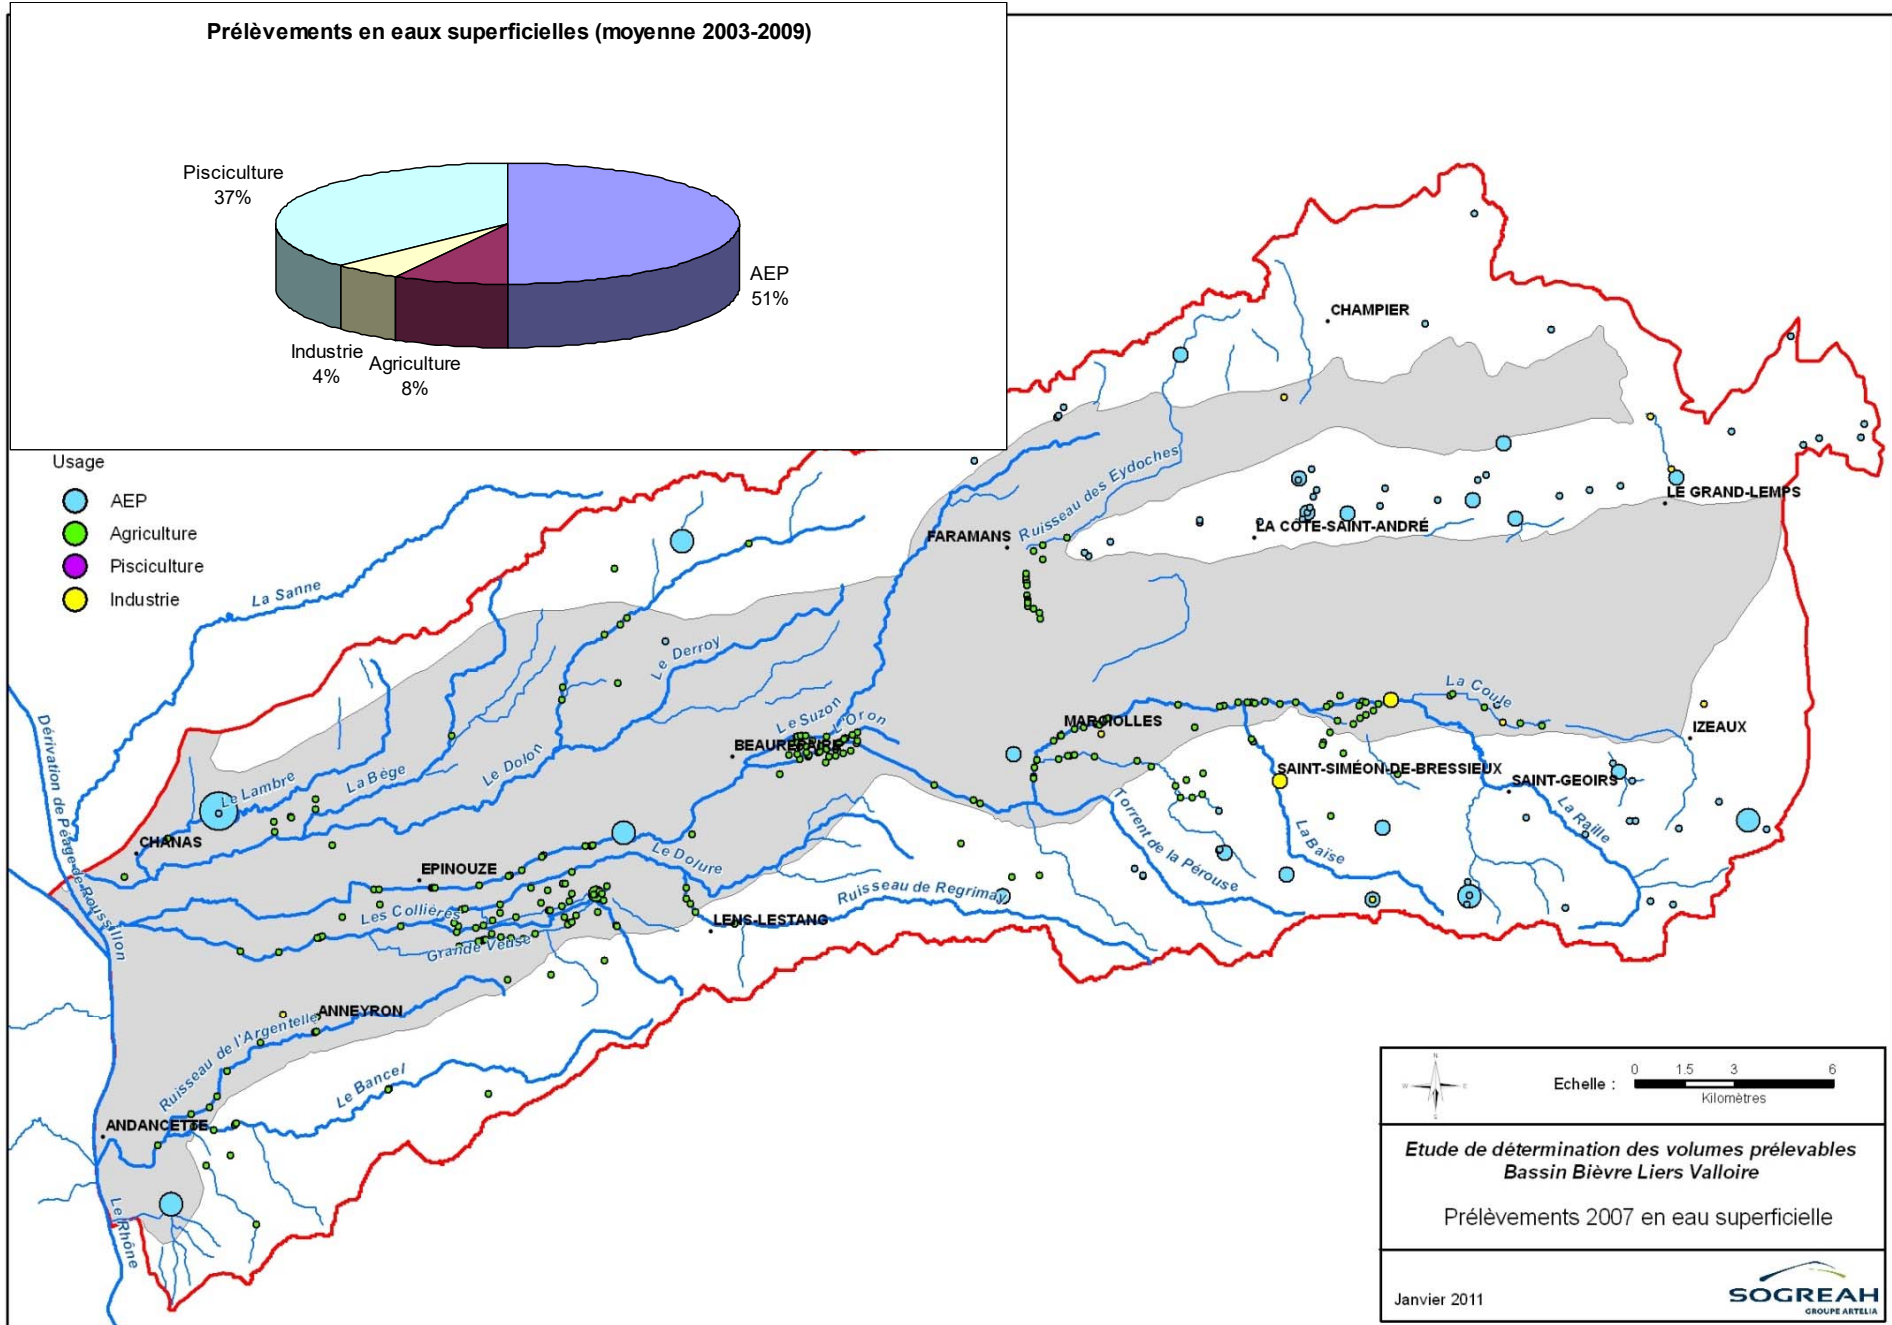 Prélèvements en eaux superficielles (moyenne 2003-2009)
Pisciculture
37%
AEP
51%
Industrie
4%
Agriculture
8%
Usage
AEP
Agriculture
Pisciculture
Industrie
CHAMPIER
Ruisseau des Eydoches
FARAMANS
LA CÔTE-SAINT-ANDRÉ
LE GRAND-LEMPS
La Sanne
Le Derroy
Le Suzon
L'Oron
BEAUREPAIRE
MARCIOLLES
La Coule
IZEAUX
SAINT-SIMÉON-DE-BRESSIEUX
SAINT-GEOIRS
La Raille
La Baïse
Torrent de la Pérouse
Dérivation de Péage-de-Roussillon
Le Lambre
La Bège
Le Dolon
CHANAS
EPINOUZE
Le Dolure
Ruisseau de Regrimay
Les Collières
Grande Veuse
LENS-LESTANG
ANNEYRON
Ruisseau de l'Argentelle
Le Bancel
ANDANCETTE
Le Rhône
N
W E
S
Echelle :
0 1.5 3 6
Kilomètres
Etude de détermination des volumes prélevables
Bassin Bièvre Liers Valloire
Prélèvements 2007 en eau superficielle
Janvier 2011
SOGREAH
GROUPE ARTELIA